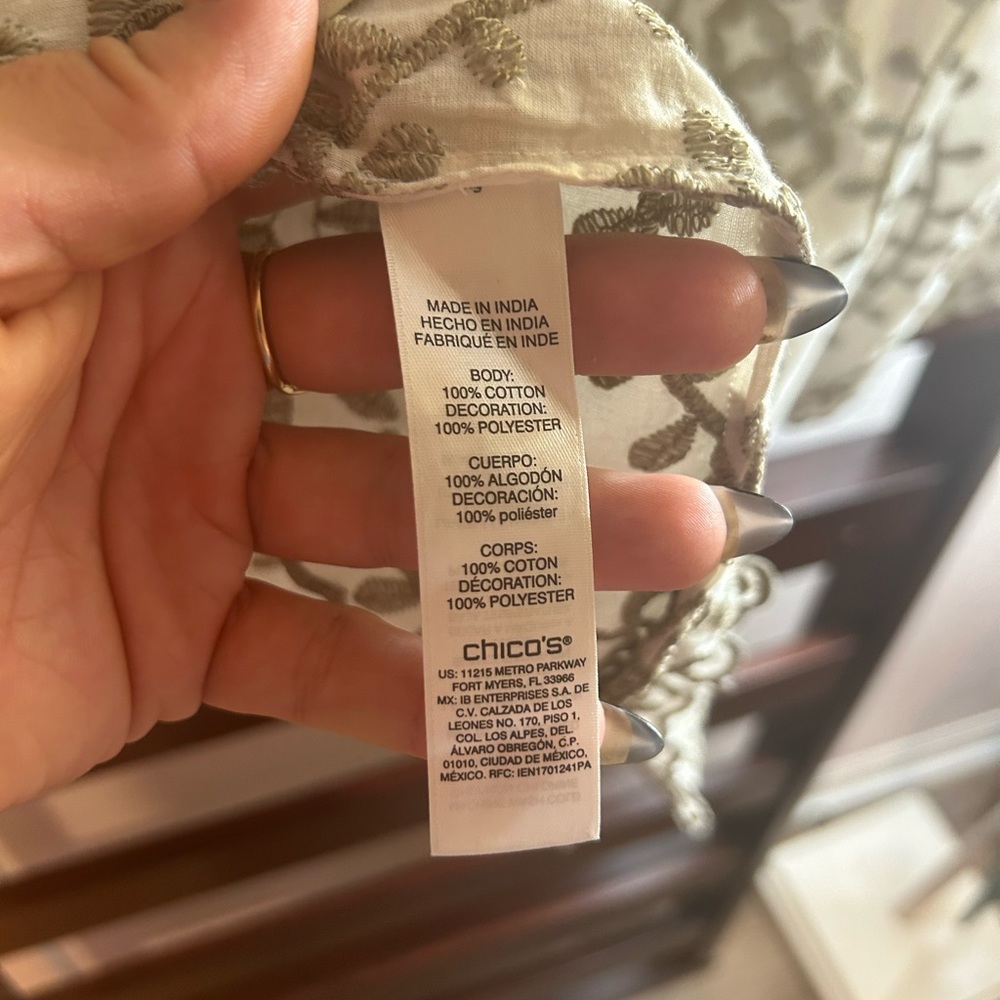 MADE IN INDIA
HECHO EN INDIA
FABRIQUÉ EN INDE
BODY:
100% COTTON
DECORATION:
100% POLYESTER
CUERPO:
100% ALGODÓN
DECORACIÓN:
100% poliéster
CORPS:
100% COTON
DÉCORATION:
100% POLYESTER
CHICO'S®
US: 11215 METRO PARKWAY
FORT MYERS, FL 33966
MX: IB ENTERPRISES S.A. DE
C.V. CALZADA DE LOS
LEONES NO. 170, PISO 1,
COL. LOS ALPES, DEL.
ÁLVARO OBREGÓN, C.P.
01010, CIUDAD DE MÉXICO,
MÉXICO. RFC: IEN1701241PA